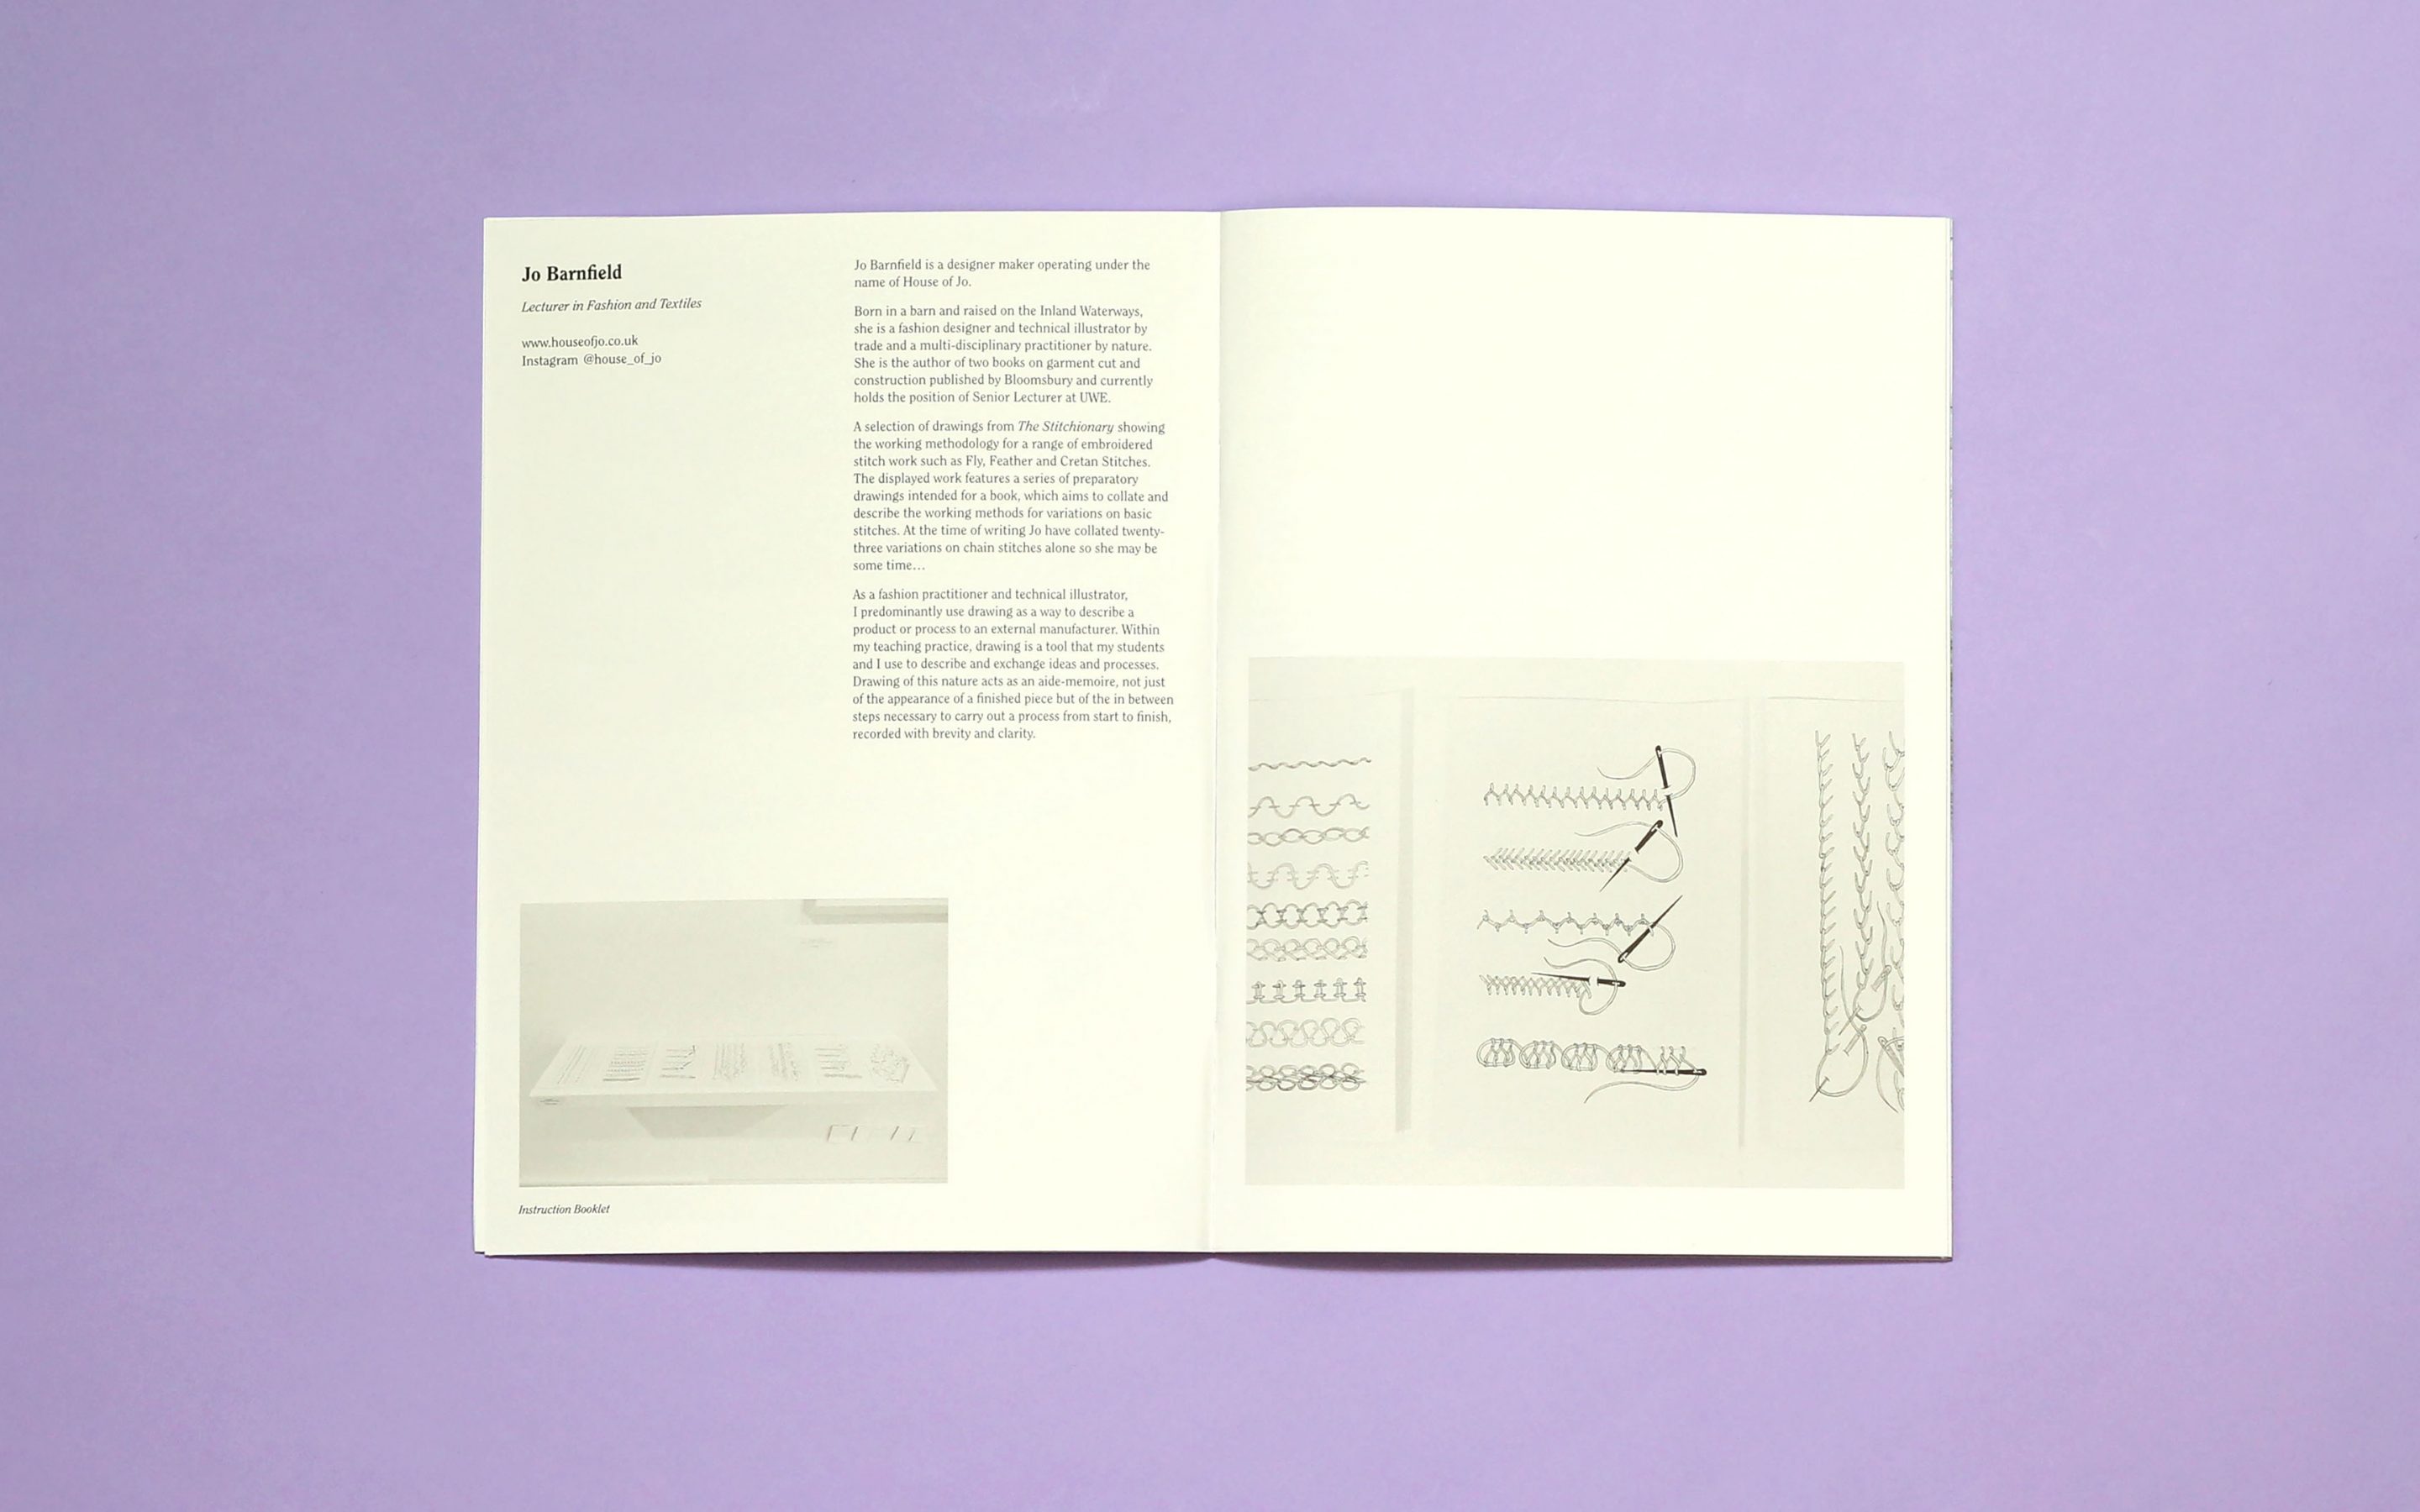 Jo Barnfield
Lecturer in Fashion and Textiles
www.houseofjo.co.uk
Instagram @house_of_jo
Jo Barnfield is a designer maker operating under the
name of House of Jo.
Born in a barn and raised on the Inland Waterways,
she is a fashion designer and technical illustrator by
trade and a multi-disciplinary practitioner by nature.
She is the author of two books on garment cut and
construction published by Bloomsbury and currently
holds the position of Senior Lecturer at UWE.
A selection of drawings from The Stitchionary showing
the working methodology for a range of embroidered
stitch work such as Fly, Feather and Cretan Stitches.
The displayed work features a series of preparatory
drawings intended for a book, which aims to collate and
describe the working methods for variations on basic
stitches. At the time of writing Jo have collated twenty-
three variations on chain stitches alone so she may be
some time…
As a fashion practitioner and technical illustrator,
I predominantly use drawing as a way to describe a
product or process to an external manufacturer. Within
my teaching practice, drawing is a tool that my students
and I use to describe and exchange ideas and processes.
Drawing of this nature acts as an aide-memoire, not just
of the appearance of a finished piece but of the in between
steps necessary to carry out a process from start to finish,
recorded with brevity and clarity.
Instruction Booklet